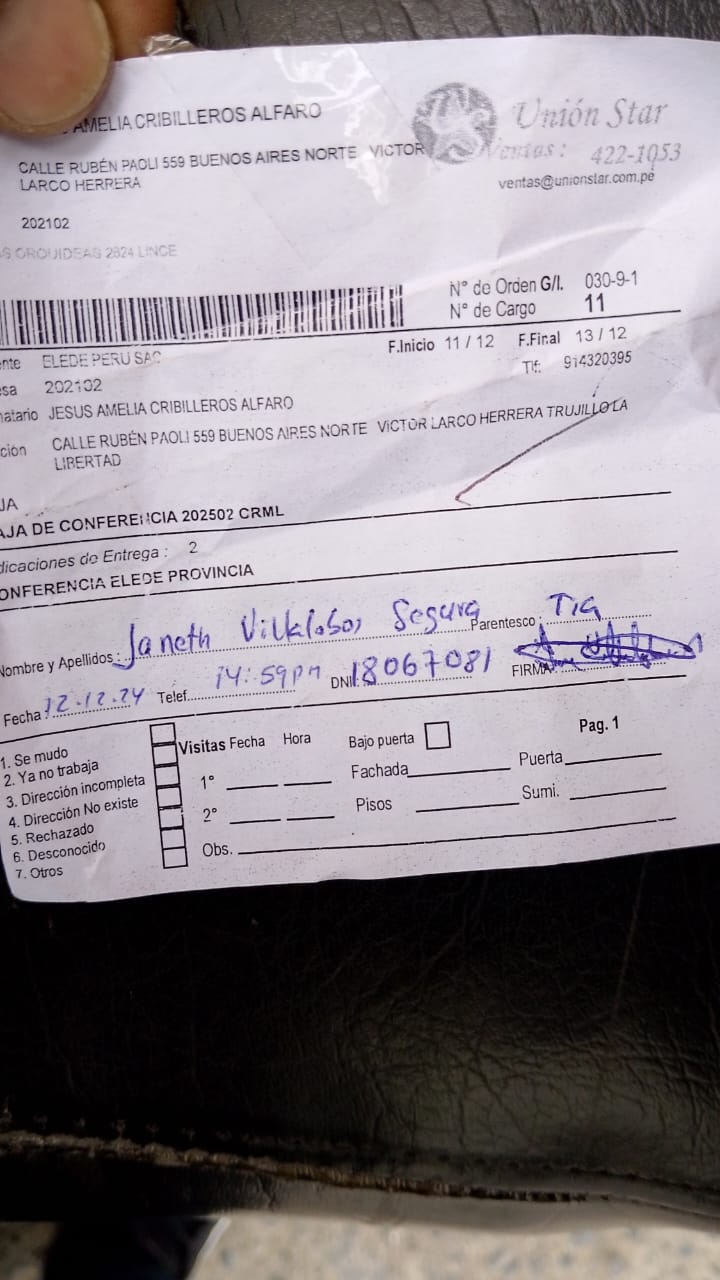 AMELIA CRIBILLEROS ALFARO
Unión Star
CALLE RUBÉN PAOLI 559 BUENOS AIRES NORTE VICTOR
LARCO HERRERA
Ventas: 422-1053
ventas@unionstar.com.pe
202102
ORQUIDEAS 2824 LINCE
N° de Orden G/I. 030-9-1
N° de Cargo 11
F.Inicio 11 / 12 F.Final 13 / 12
nte ELEDE PERU SAC
Tlf: 914320395
sa 202102
natario JESUS AMELIA CRIBILLEROS ALFARO
ción CALLE RUBÉN PAOLI 559 BUENOS AIRES NORTE VICTOR LARCO HERRERA TRUJILLO LA
LIBERTAD
JA
AJA DE CONFERENCIA 202502 CRML
dicaciones de Entrega : 2
ONFERENCIA ELEDE PROVINCIA
Nombre y Apellidos : Janeth Villalobos Segura Parentesco : Tia
Fecha : 12.12.24 Telef. 14:59pm DNI: 18067081 FIRMA:
1. Se mudo
2. Ya no trabaja
3. Dirección incompleta
4. Dirección No existe
5. Rechazado
6. Desconocido
7. Otros
Visitas Fecha Hora Bajo puerta Pag. 1
1° Fachada Puerta
2° Pisos Sumi.
Obs.